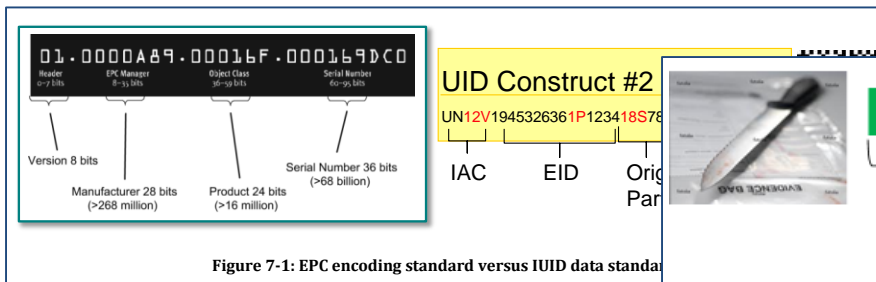 01.0000A89.00016F.000169DC0
Header EPC Manager Object Class Serial Number
0-7 bits 8-35 bits 36-59 bits 60-95 bits
Version 8 bits
Manufacturer 28 bits
(>268 million)
Product 24 bits
(>16 million)
Serial Number 36 bits
(>68 billion)
UID Construct #2
UN12V1945326361P123418S78
IAC EID Orig
Par
EVIDENCE BAG
Figure 7-1: EPC encoding standard versus IUID data standar